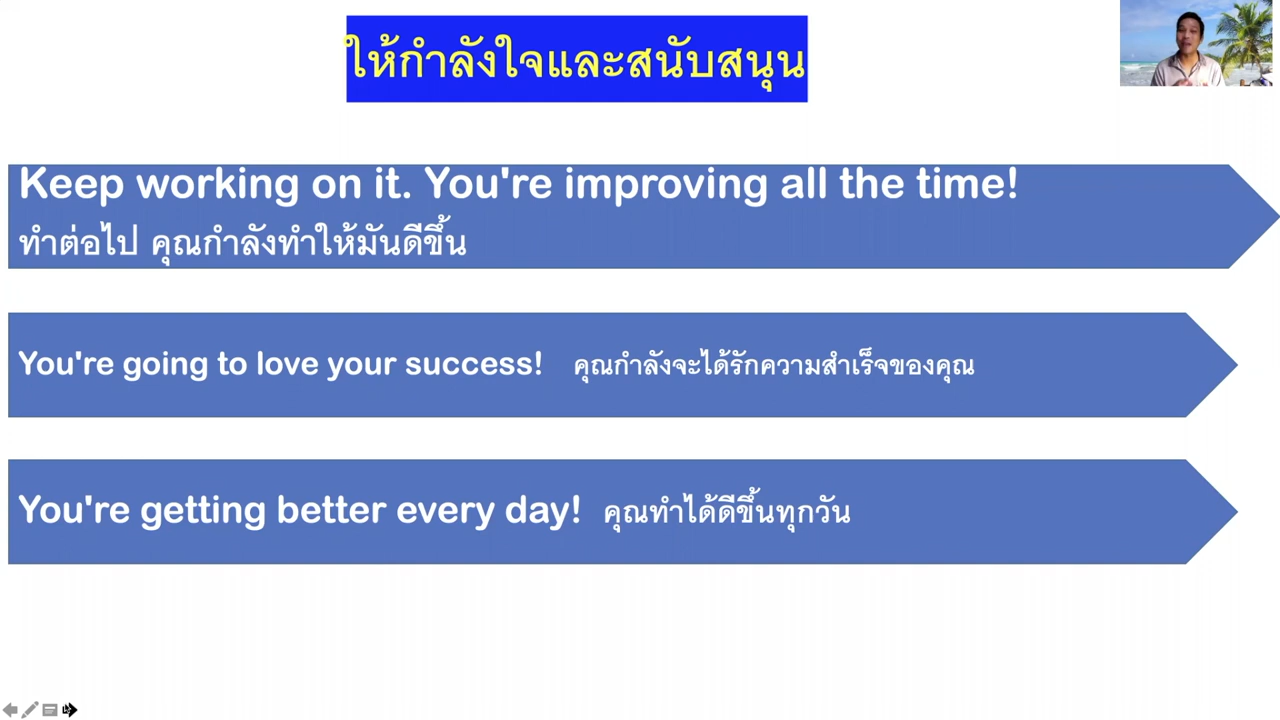 ให้กำลังใจและสนับสนุน
Keep working on it. You're improving all the time!
ทำต่อไป คุณกำลังทำให้มันดีขึ้น
You're going to love your success! คุณกำลังจะได้รักความสำเร็จของคุณ
You're getting better every day! คุณทำได้ดีขึ้นทุกวัน